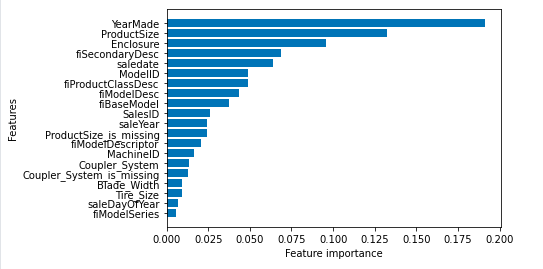 YearMade
ProductSize
Enclosure
fiSecondaryDesc
saledate
ModelID
fiProductClassDesc
fiModelDesc
fiBaseModel
SalesID
saleYear
ProductSize_is_missing
fiModelDescriptor
MachineID
Coupler_System
Coupler_System_is_missing
Blade_Width
Tire_Size
saleDayOfYear
fiModelSeries
Features
0.000 0.025 0.050 0.075 0.100 0.125 0.150 0.175 0.200
Feature importance